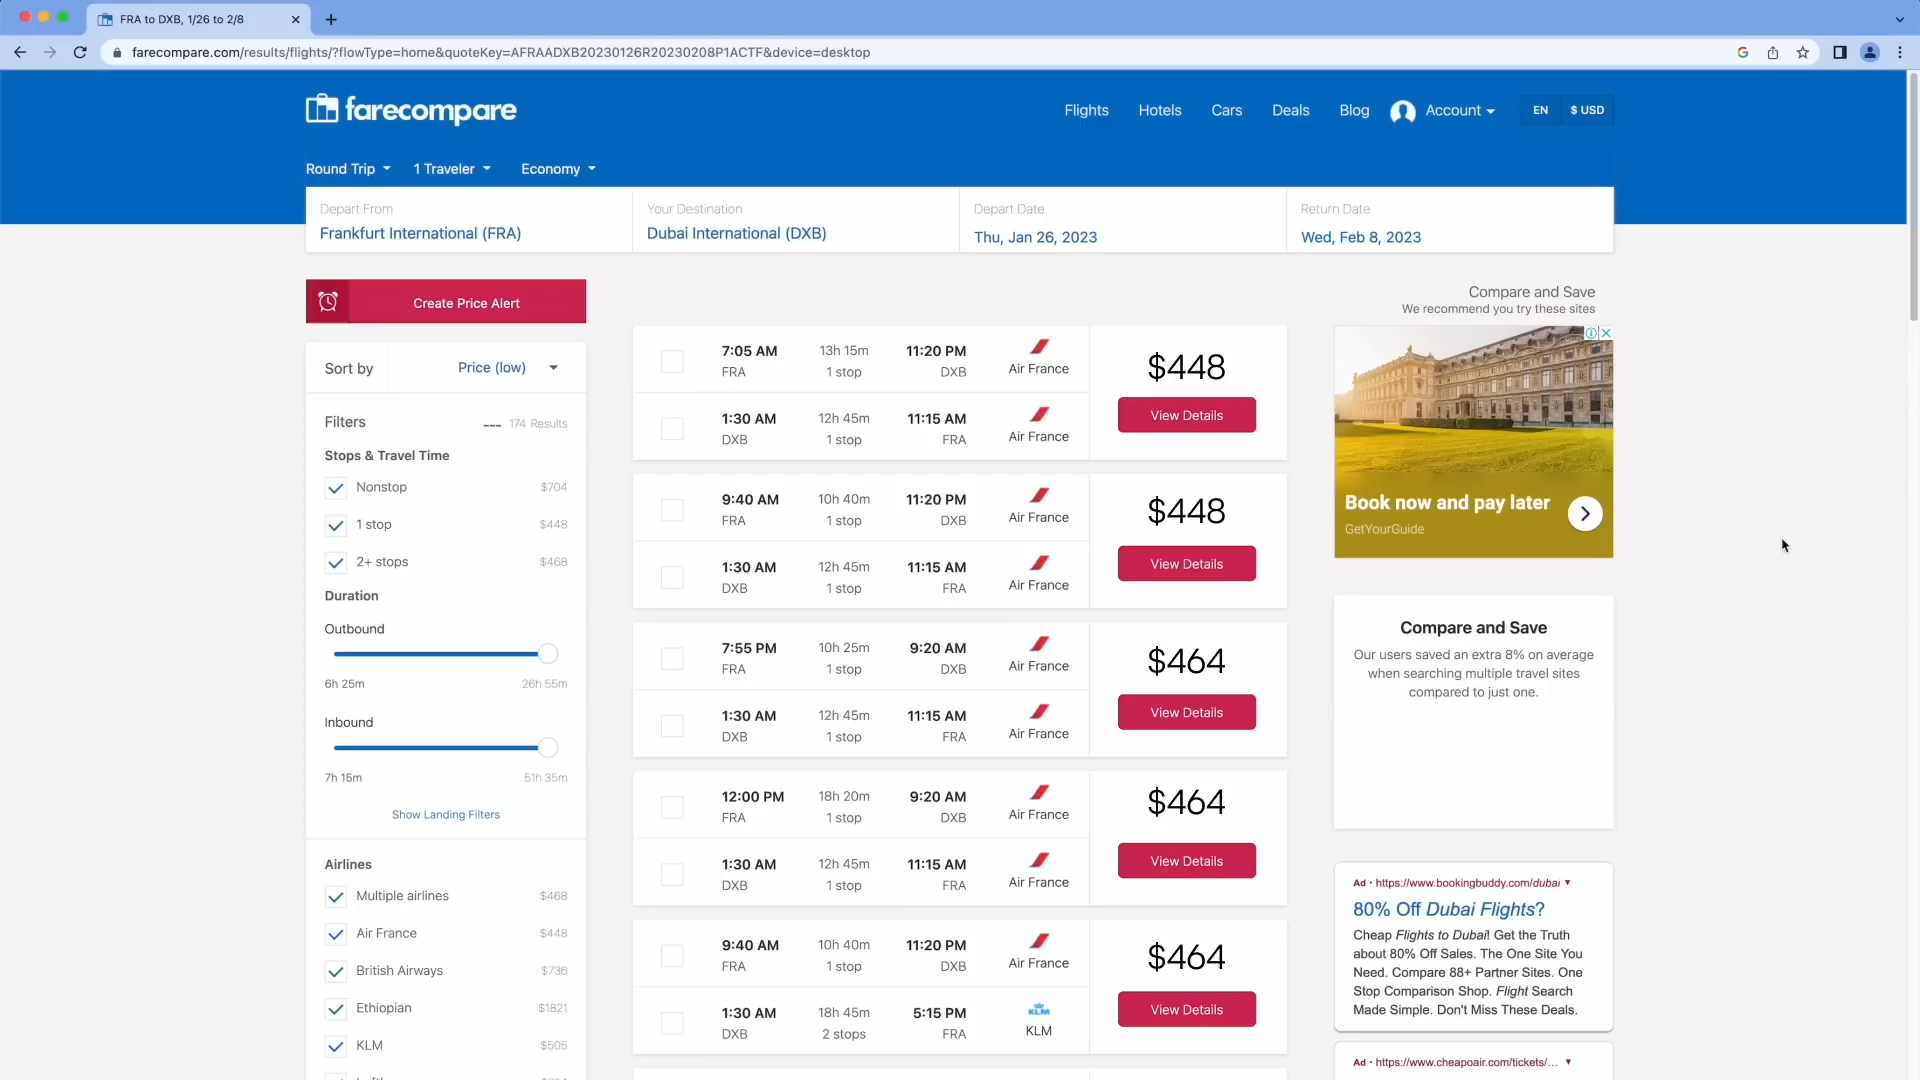 FRA to DXB, 1/26 to 2/8
farecompare.com/results/flights/?flowType=home&quoteKey=AFRAADXB20230126R20230208P1ACTF&device=desktop
farecompare
Flights Hotels Cars Deals Blog Account EN $ USD
Round Trip 1 Traveler Economy
Depart From Your Destination Depart Date Return Date
Frankfurt International (FRA) Dubai International (DXB) Thu, Jan 26, 2023 Wed, Feb 8, 2023
Create Price Alert
Sort by Price (low)
Filters 174 Results
Stops & Travel Time
Nonstop $704
1 stop $448
2+ stops $468
Duration
Outbound
6h 25m 26h 55m
Inbound
7h 15m 51h 35m
Show Landing Filters
Airlines
Multiple airlines $468
Air France $448
British Airways $736
Ethiopian $1821
KLM $505
7:05 AM 13h 15m 11:20 PM
FRA 1 stop DXB Air France
1:30 AM 12h 45m 11:15 AM
DXB 1 stop FRA Air France
$448
View Details
9:40 AM 10h 40m 11:20 PM
FRA 1 stop DXB Air France
1:30 AM 12h 45m 11:15 AM
DXB 1 stop FRA Air France
$448
View Details
7:55 PM 10h 25m 9:20 AM
FRA 1 stop DXB Air France
1:30 AM 12h 45m 11:15 AM
DXB 1 stop FRA Air France
$464
View Details
12:00 PM 18h 20m 9:20 AM
FRA 1 stop DXB Air France
1:30 AM 12h 45m 11:15 AM
DXB 1 stop FRA Air France
$464
View Details
9:40 AM 10h 40m 11:20 PM
FRA 1 stop DXB Air France
1:30 AM 18h 45m 5:15 PM KLM
DXB 2 stops FRA KLM
$464
View Details
Compare and Save
We recommend you try these sites
Book now and pay later
GetYourGuide
Compare and Save
Our users saved an extra 8% on average
when searching multiple travel sites
compared to just one.
Ad · https://www.bookingbuddy.com/dubai
80% Off Dubai Flights?
Cheap Flights to Dubai! Get the Truth
about 80% Off Sales. The One Site You
Need. Compare 88+ Partner Sites. One
Stop Comparison Shop. Flight Search
Made Simple. Don't Miss These Deals.
Ad · https://www.cheapoair.com/tickets/...